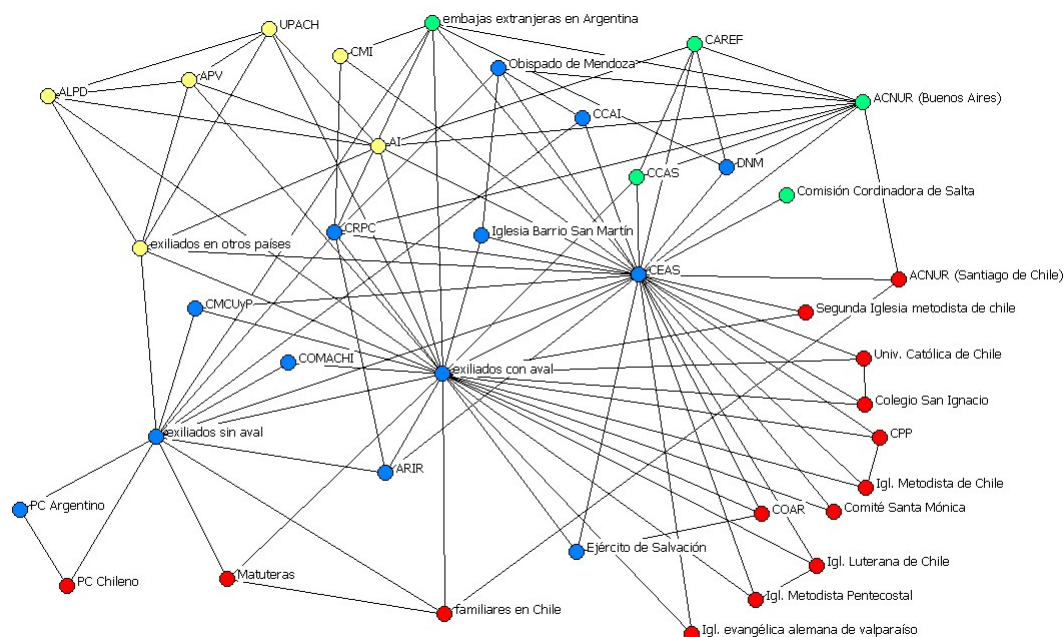 UPACH
embajas extranjeras en Argentina
CMI
CAREF
Obispado de Mendoza
APV
ALPD
ACNUR (Buenos Aires)
CCAI
AI
DNM
CCAS
Comisión Cordinadora de Salta
CRPC
Iglesia Barrio San Martín
exiliados en otros países
CEAS
ACNUR (Santiago de Chile)
CMCUyP
Segunda Iglesia metodista de chile
COMACHI
Univ. Católica de Chile
exiliados con aval
Colegio San Ignacio
exiliados sin aval
CPP
ARIR
Igl. Metodista de Chile
PC Argentino
COAR
Comité Santa Mónica
Ejército de Salvación
Igl. Luterana de Chile
Matuteras
PC Chileno
Igl. Metodista Pentecostal
familiares en Chile
Igl. evangélica alemana de valparaíso